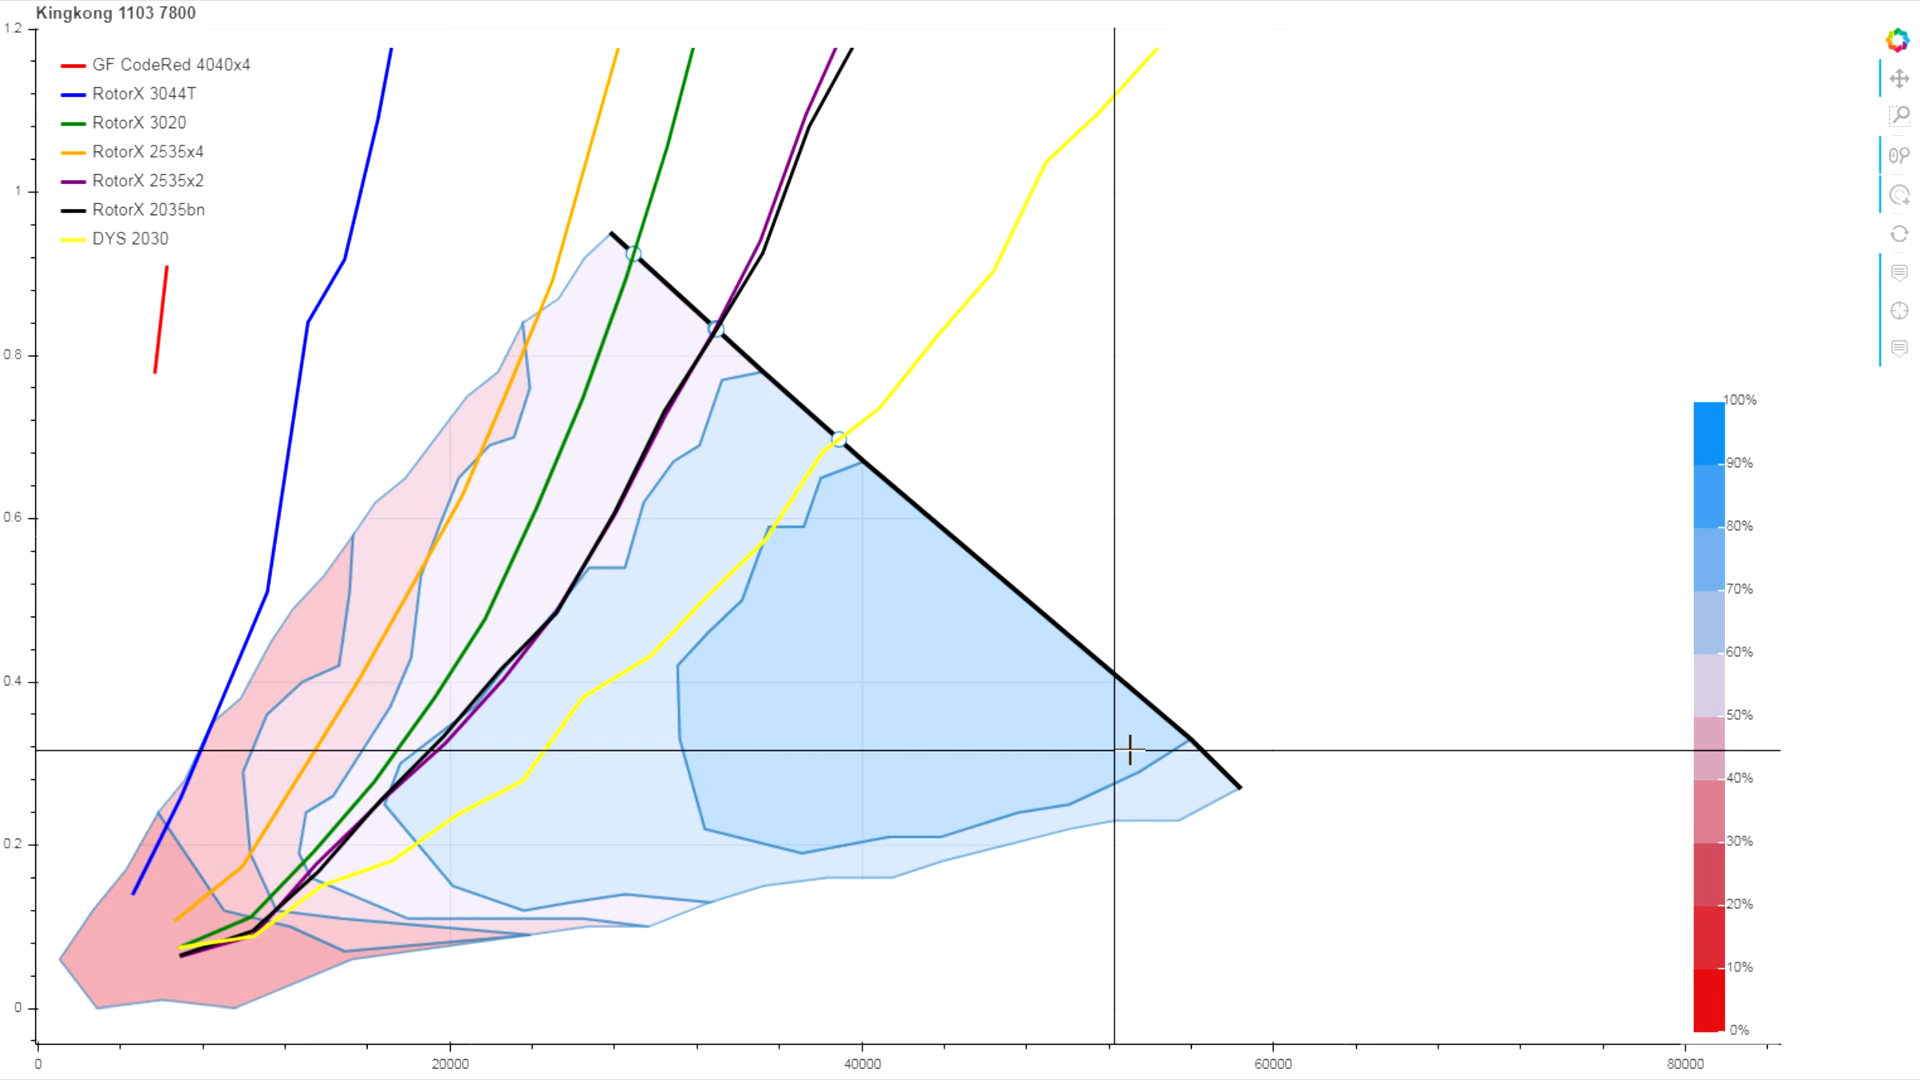 Kingkong 1103 7800
1.2
GF CodeRed 4040x4
RotorX 3044T
RotorX 3020
RotorX 2535x4
RotorX 2535x2
RotorX 2035bn
DYS 2030
1
0.8
0.6
0.4
0.2
0
0
20000
40000
60000
80000
100%
90%
80%
70%
60%
50%
40%
30%
20%
10%
0%